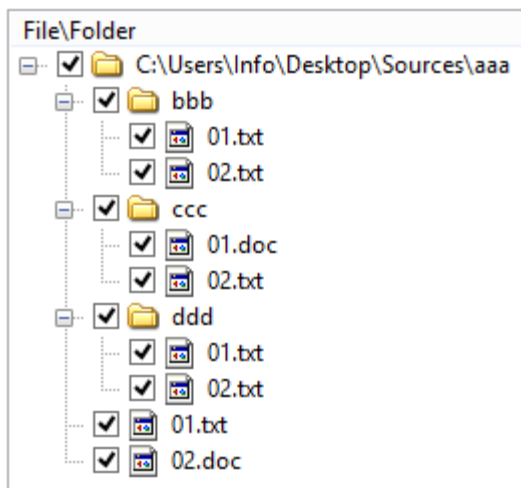 File\Folder
C:\Users\Info\Desktop\Sources\aaa
bbb
01.txt
02.txt
ccc
01.doc
02.txt
ddd
01.txt
02.txt
01.txt
02.doc